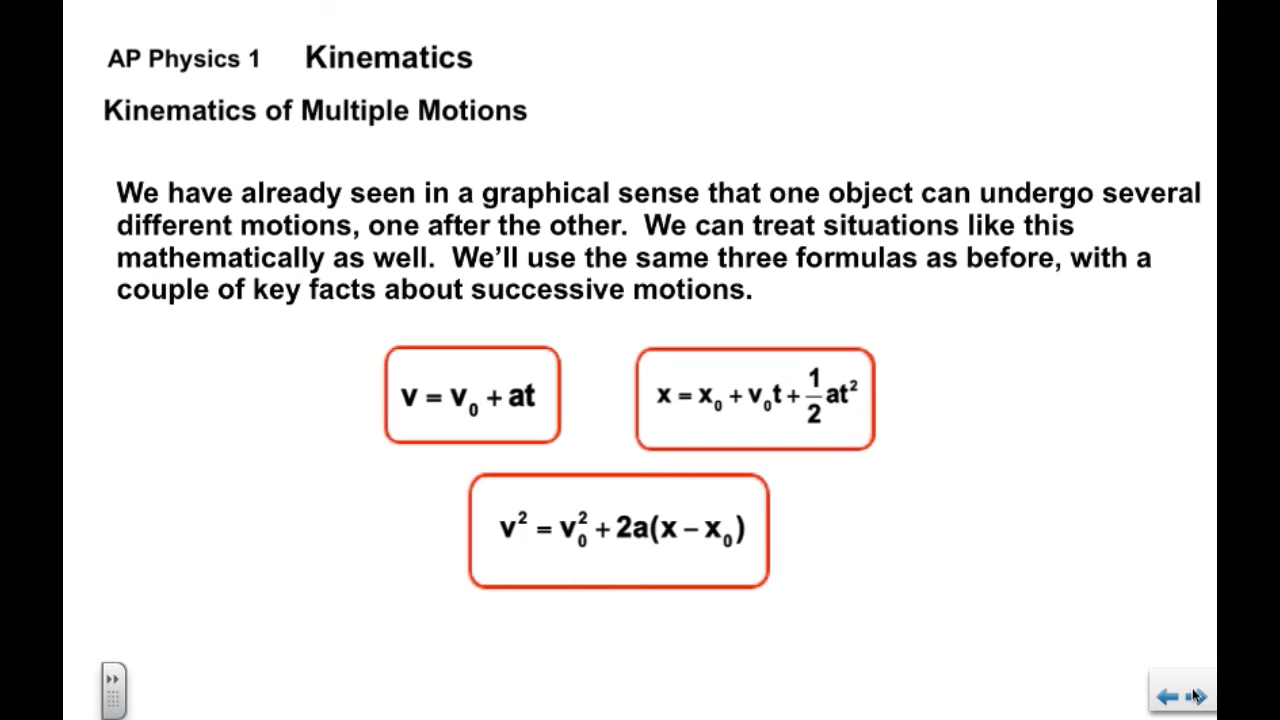 AP Physics 1 Kinematics
Kinematics of Multiple Motions
We have already seen in a graphical sense that one object can undergo several
different motions, one after the other. We can treat situations like this
mathematically as well. We’ll use the same three formulas as before, with a
couple of key facts about successive motions.
v = v₀ + at
x = x₀ + v₀t + 1/2 at²
v² = v₀² + 2a(x − x₀)